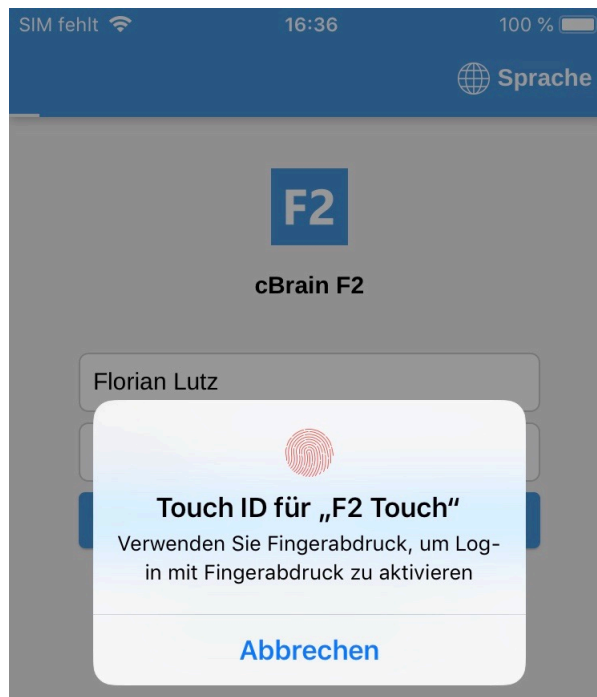 SIM fehlt 16:36 100 %
Sprache
F2
cBrain F2
Florian Lutz
Touch ID für „F2 Touch“
Verwenden Sie Fingerabdruck, um Log-
in mit Fingerabdruck zu aktivieren
Abbrechen